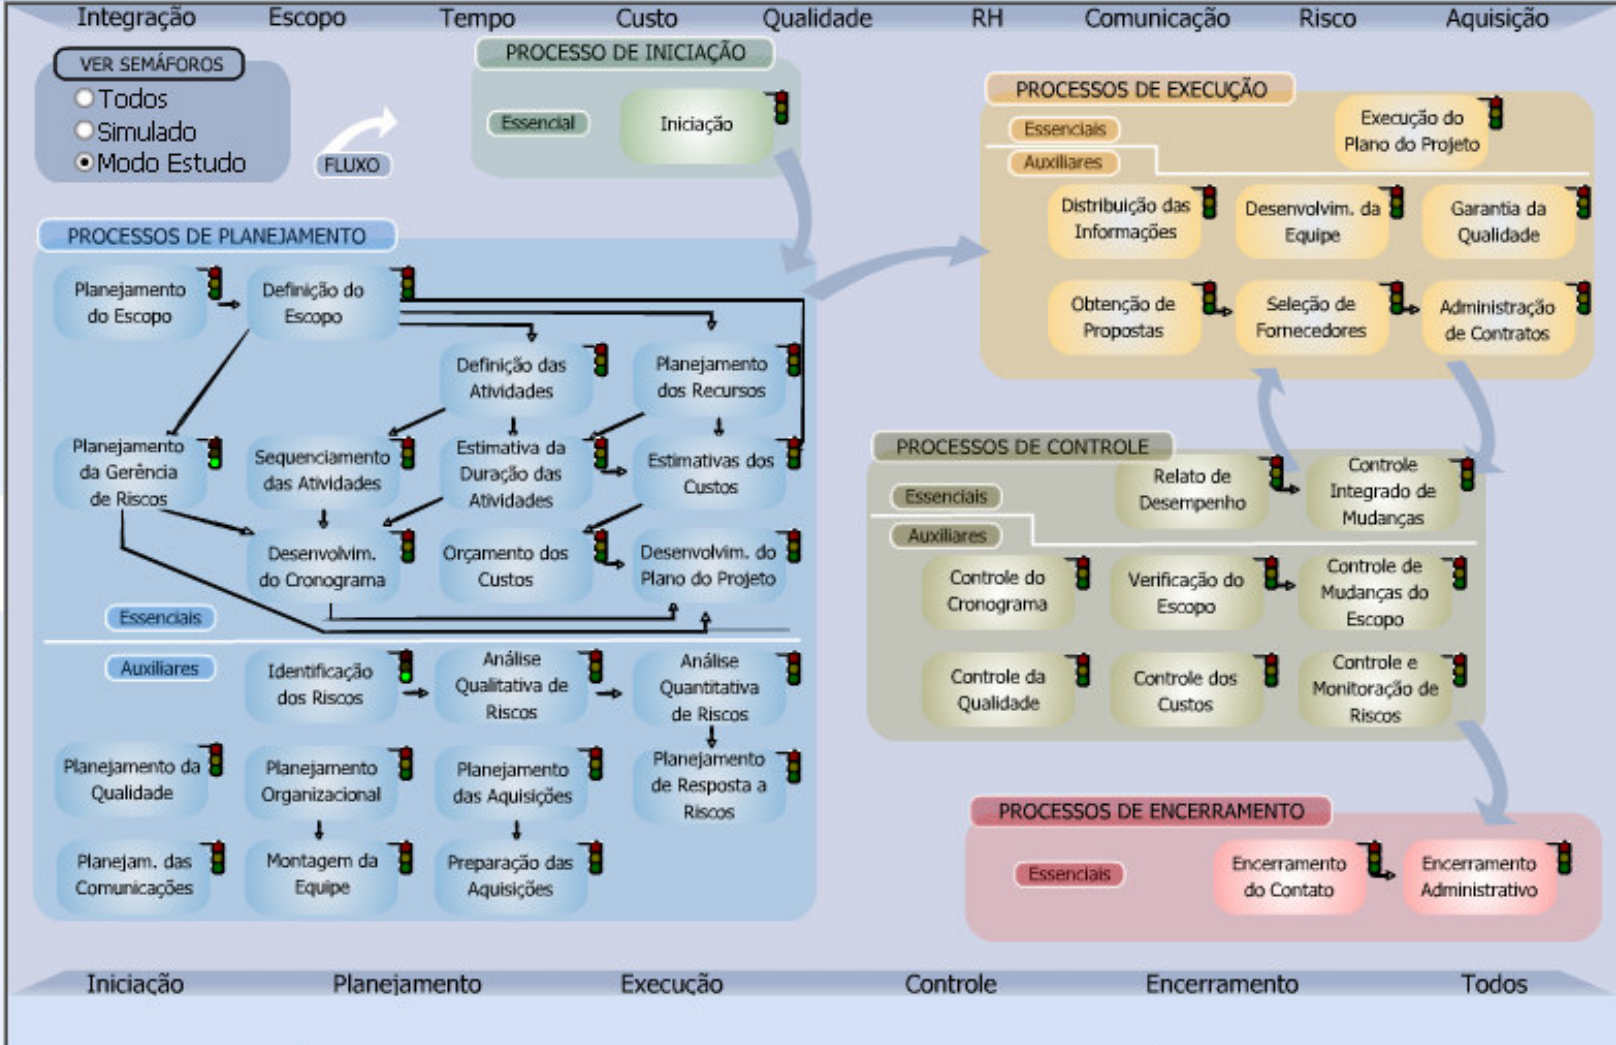 Integração Escopo Tempo Custo Qualidade RH Comunicação Risco Aquisição
VER SEMÁFOROS
Todos
Simulado
Modo Estudo
FLUXO
PROCESSO DE INICIAÇÃO
Essencial
Iniciação
PROCESSOS DE EXECUÇÃO
Essenciais
Auxiliares
Execução do
Plano do Projeto
Distribuição das
Informações
Desenvolvim. da
Equipe
Garantia da
Qualidade
Obtenção de
Propostas
Seleção de
Fornecedores
Administração
de Contratos
PROCESSOS DE PLANEJAMENTO
Planejamento
do Escopo
Definição do
Escopo
Definição das
Atividades
Planejamento
dos Recursos
Planejamento
da Gerência
de Riscos
Sequenciamento
das Atividades
Estimativa da
Duração das
Atividades
Estimativas dos
Custos
Desenvolvim.
do Cronograma
Orçamento dos
Custos
Desenvolvim. do
Plano do Projeto
Essenciais
Auxiliares
Identificação
dos Riscos
Análise
Qualitativa de
Riscos
Análise
Quantitativa
de Riscos
Planejamento da
Qualidade
Planejamento
Organizacional
Planejamento
das Aquisições
Planejamento
de Resposta a
Riscos
Planejam. das
Comunicações
Montagem da
Equipe
Preparação das
Aquisições
PROCESSOS DE CONTROLE
Essenciais
Auxiliares
Relato de
Desempenho
Controle
Integrado de
Mudanças
Controle do
Cronograma
Verificação do
Escopo
Controle de
Mudanças do
Escopo
Controle da
Qualidade
Controle dos
Custos
Controle e
Monitoração de
Riscos
PROCESSOS DE ENCERRAMENTO
Essenciais
Encerramento
do Contato
Encerramento
Administrativo
Iniciação Planejamento Execução Controle Encerramento Todos